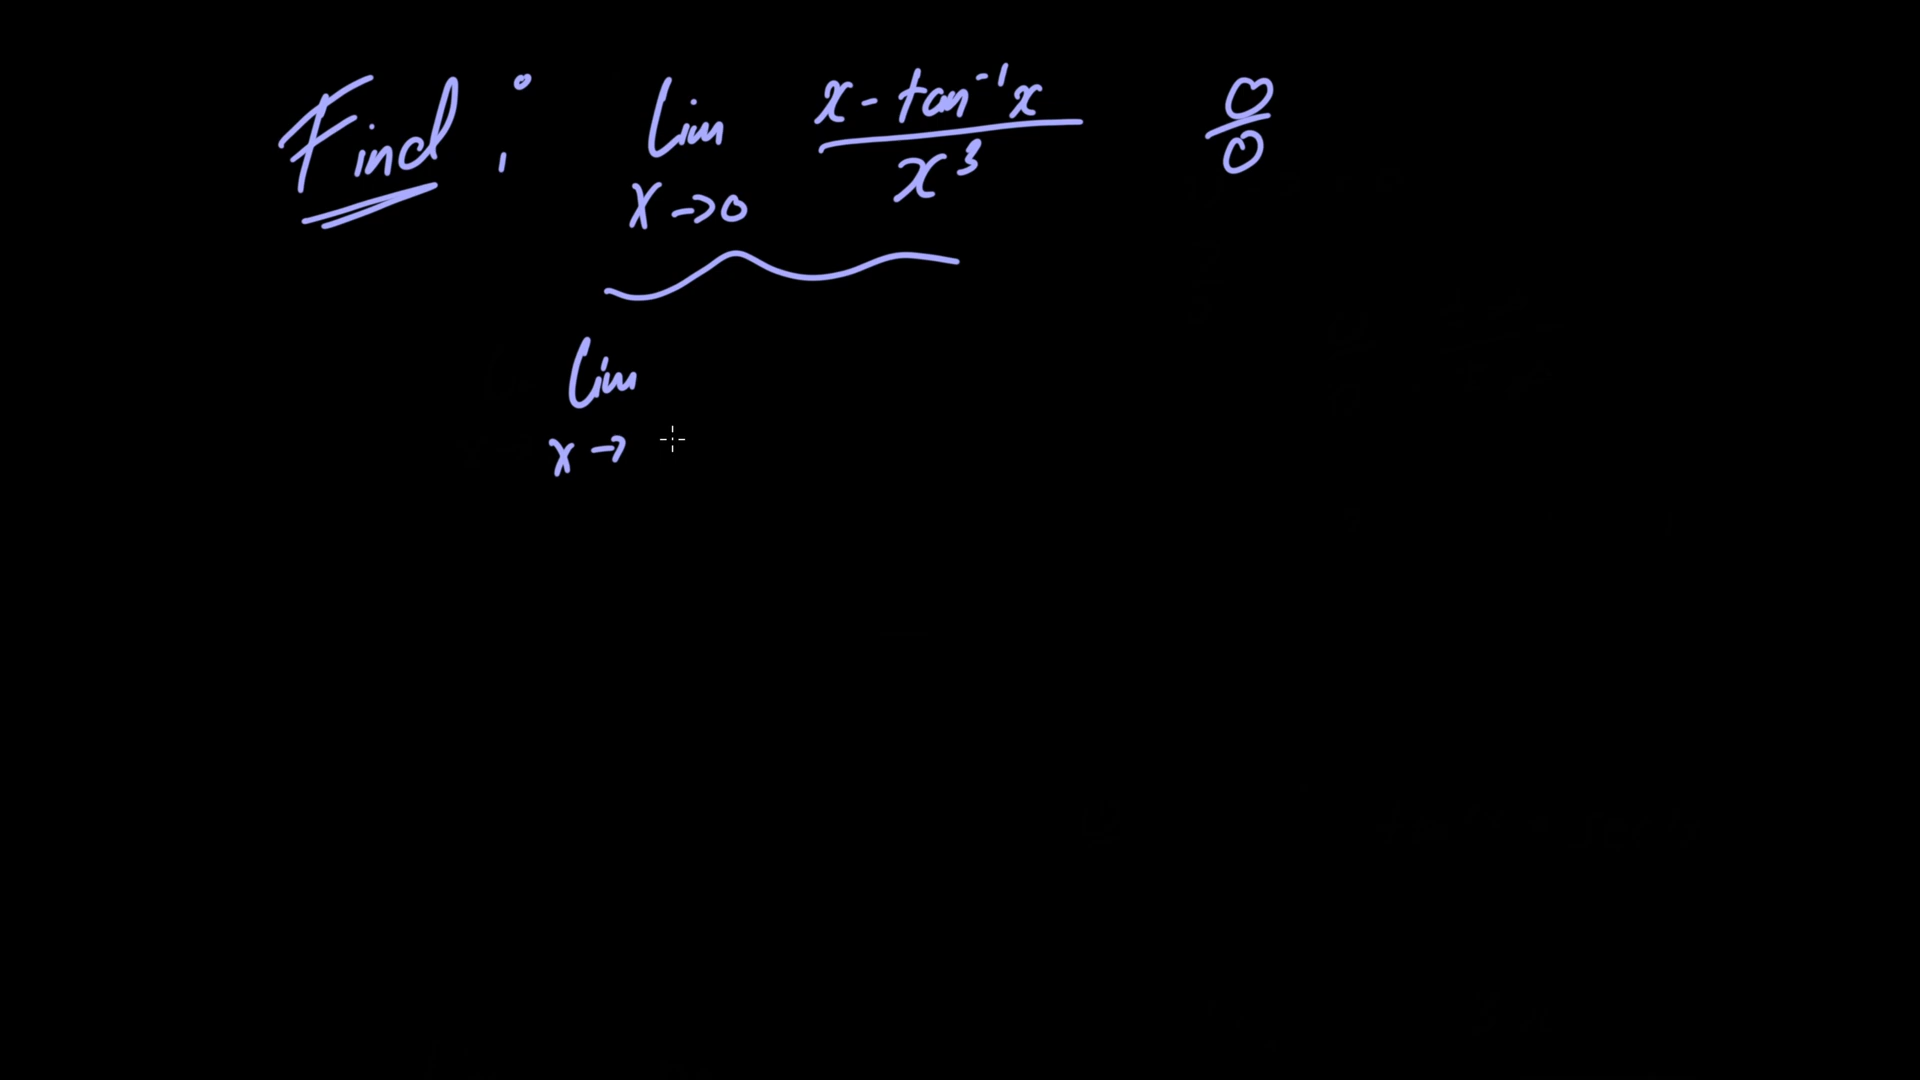 Find : Lim x→0 (x - tan⁻¹x)/x³ 0/0
Lim x→